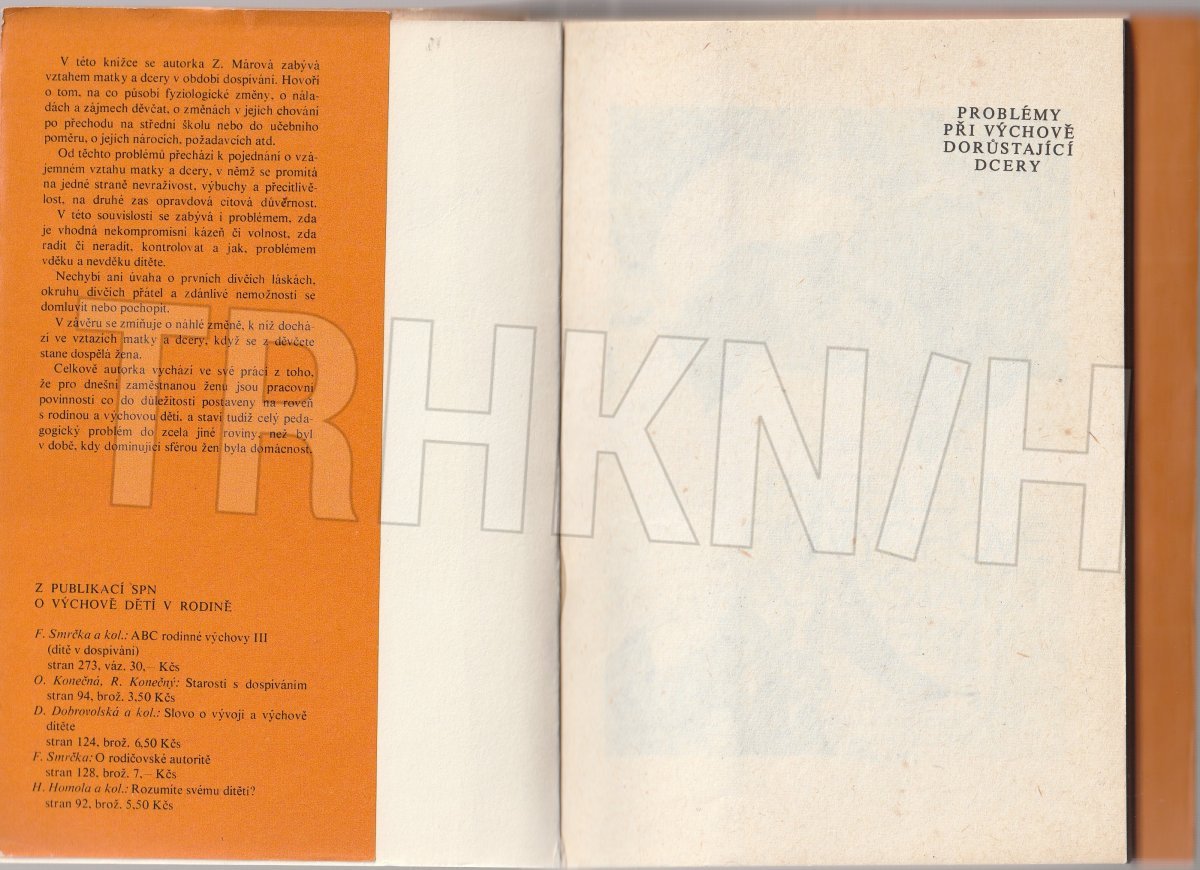 V této knížce se autorka Z. Márová zabývá
vztahem matky a dcery v období dospívání. Hovoří
o tom, na co působí fyziologické změny, o nála-
dách a zájmech děvčat, o změnách v jejich chování
po přechodu na střední školu nebo do učebního
poměru, o jejich nárocích, požadavcích atd.
Od těchto problémů přechází k pojednání o vzá-
jemném vztahu matky a dcery, v němž se promítá
na jedné straně nevraživost, výbuchy a přecitlivě-
lost, na druhé zas opravdová citová důvěrnost.
V této souvislosti se zabývá i problémem, zda
je vhodná nekompromisní kázeň či volnost, zda
radit či neradit, kontrolovat a jak, problémem
vděku a nevděku dítěte.
Nechybí ani úvaha o prvních dívčích láskách,
okruhu dívčích přátel a zdánlivé nemožnosti se
domluvit nebo pochopit.
V závěru se zmiňuje o náhlé změně, k níž dochá-
zí ve vztazích matky a dcery, když se z děvčete
stane dospělá žena.
Celkově autorka vychází ve své práci z toho,
že pro dnešní zaměstnanou ženu jsou pracovní
povinnosti co do důležitosti postaveny na roveň
s rodinou a výchovou dětí, a staví tudíž celý peda-
gogický problém do zcela jiné roviny, než byl
v době, kdy dominující sférou žen byla domácnost.
Z PUBLIKACÍ SPN
O VÝCHOVĚ DĚTÍ V RODINĚ
F. Smrčka a kol.: ABC rodinné výchovy III
(dítě v dospívání)
stran 273, váz. 30,— Kčs
O. Konečná, R. Konečný: Starosti s dospíváním
stran 94, brož. 3,50 Kčs
D. Dobrovolská a kol.: Slovo o vývoji a výchově
dítěte
stran 124, brož. 6,50 Kčs
F. Smrčka: O rodičovské autoritě
stran 128, brož. 7,— Kčs
H. Homola a kol.: Rozumíte svému dítěti?
stran 92, brož. 5,50 Kčs
PROBLÉMY
PŘI VÝCHOVĚ
DORŮSTAJÍCÍ
DCERY
TRHKNIH